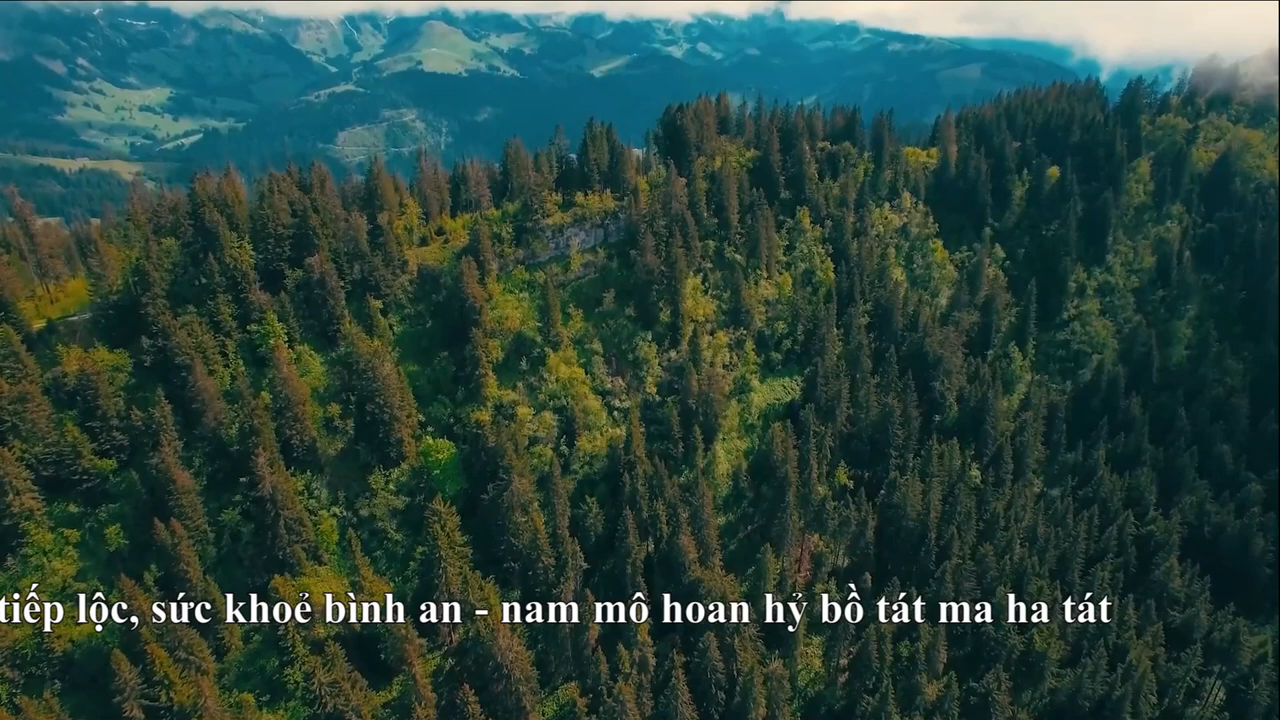 tiếp lộc, sức khoẻ bình an - nam mô hoan hỷ bồ tát ma ha tát